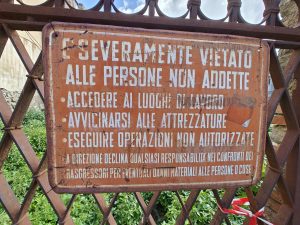 È SEVERAMENTE VIETATO
ALLE PERSONE NON ADDETTE
• ACCEDERE AI LUOGHI DI LAVORO
• AVVICINARSI ALLE ATTREZZATURE
• ESEGUIRE OPERAZIONI NON AUTORIZZATE
LA DIREZIONE DECLINA QUALSIASI RESPONSABILITA' NEI CONFRONTI DEI
TRASGRESSORI PER EVENTUALI DANNI MATERIALI ALLE PERSONE O COSE